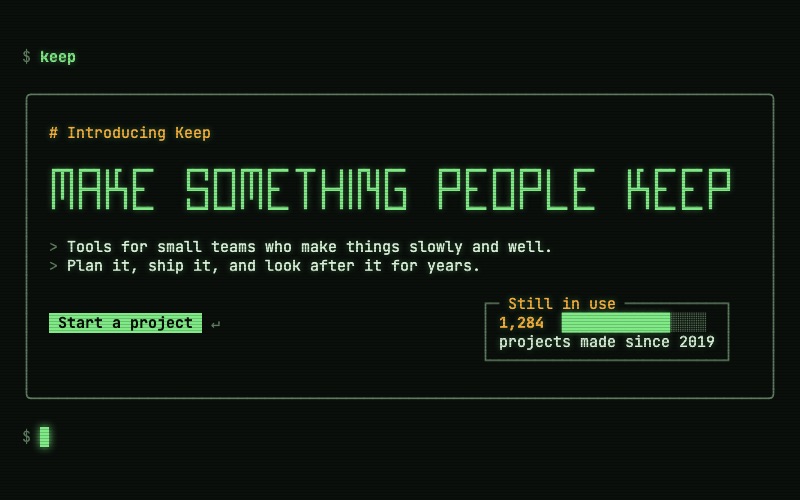 $ keep
# Introducing Keep
MAKE SOMETHING PEOPLE KEEP
> Tools for small teams who make things slowly and well.
> Plan it, ship it, and look after it for years.
Start a project ↵
Still in use
1,284
projects made since 2019
$